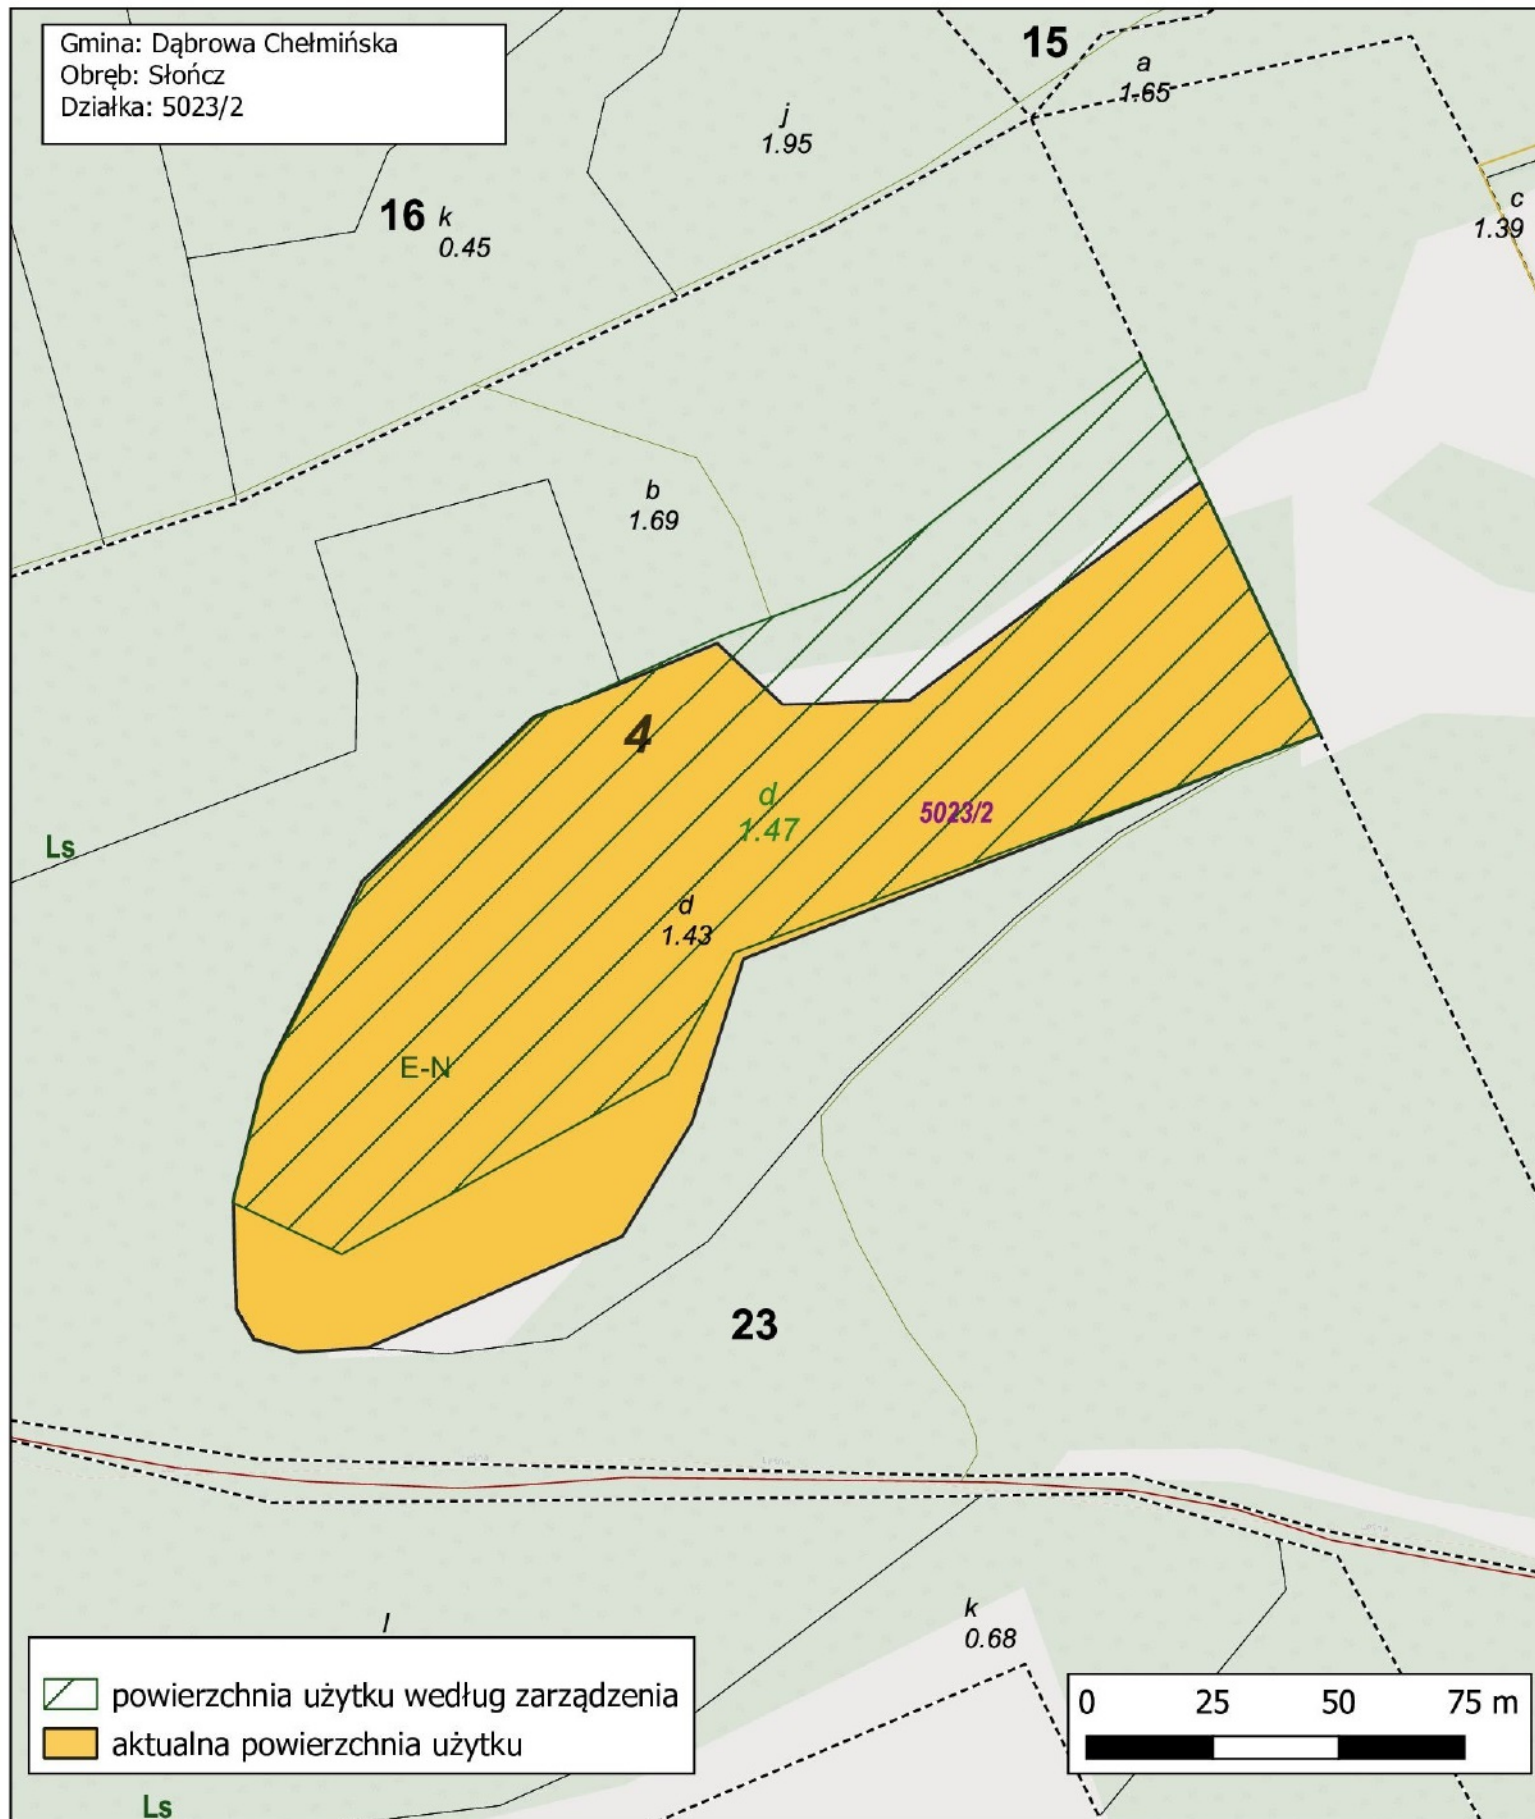 Gmina: Dąbrowa Chełmińska
Obręb: Słończ
Działka: 5023/2
15
a
1.65
j
1.95
c
1.39
16 k
0.45
b
1.69
4
d
1.47
5023/2
Ls
d
1.43
E-N
23
l
k
0.68
powierzchnia użytku według zarządzenia
aktualna powierzchnia użytku
0 25 50 75 m
Ls